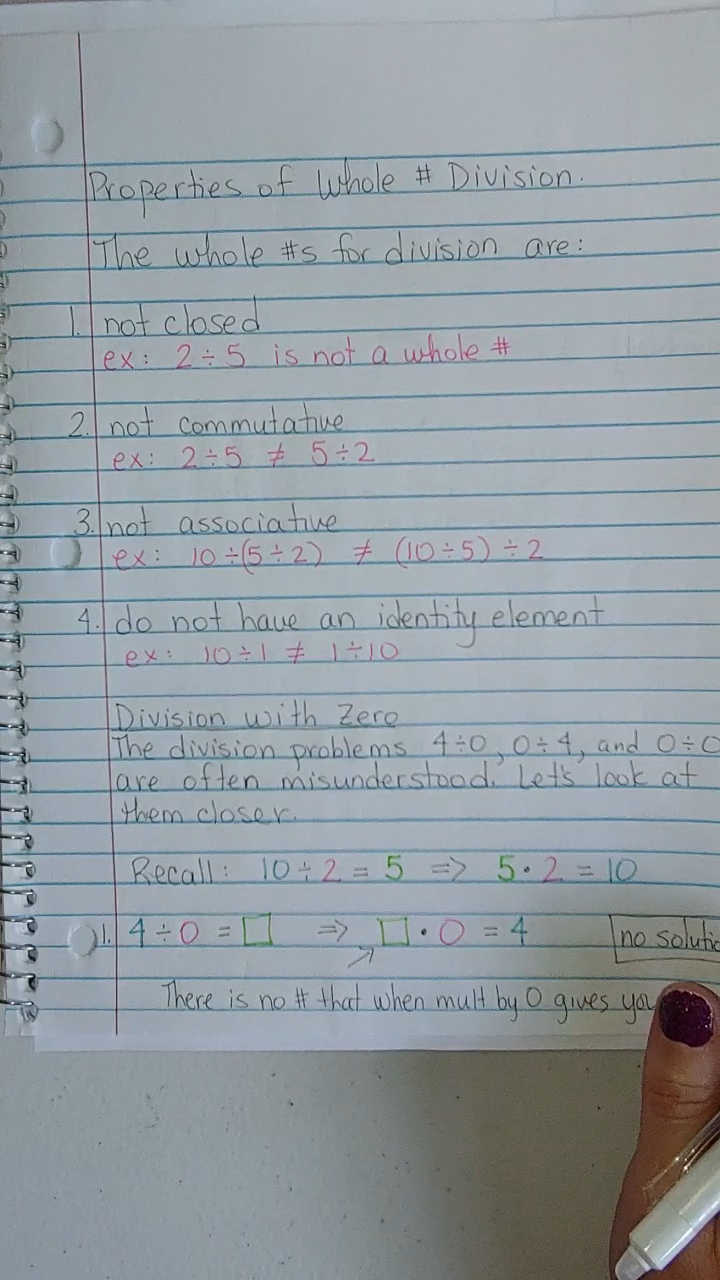 Properties of Whole # Division.
The whole #s for division are:
1. not closed
ex: 2÷5 is not a whole #
2. not commutative
ex: 2÷5 ≠ 5÷2
3. not associative
ex: 10÷(5÷2) ≠ (10÷5)÷2
4. do not have an identity element
ex: 10÷1 ≠ 1÷10
Division with Zero
The division problems 4÷0, 0÷4, and 0÷0
are often misunderstood. Let's look at
them closer.
Recall: 10÷2 = 5 => 5·2 = 10
1. 4÷0 = □ => □·0 = 4 no
There is no # that when mult by 0 gives you